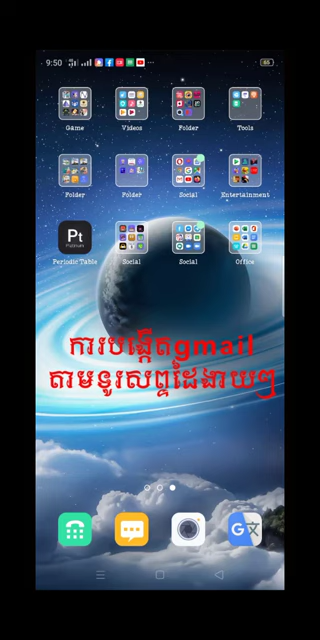 9:50
65
Game
Videos
Folder
Tools
Folder
Folder
Social
Entertainment
Pt
Periodic Table
Social
Social
Office
ការបង្កើតgmail
តាមទូរសព្ទដៃងាយៗ